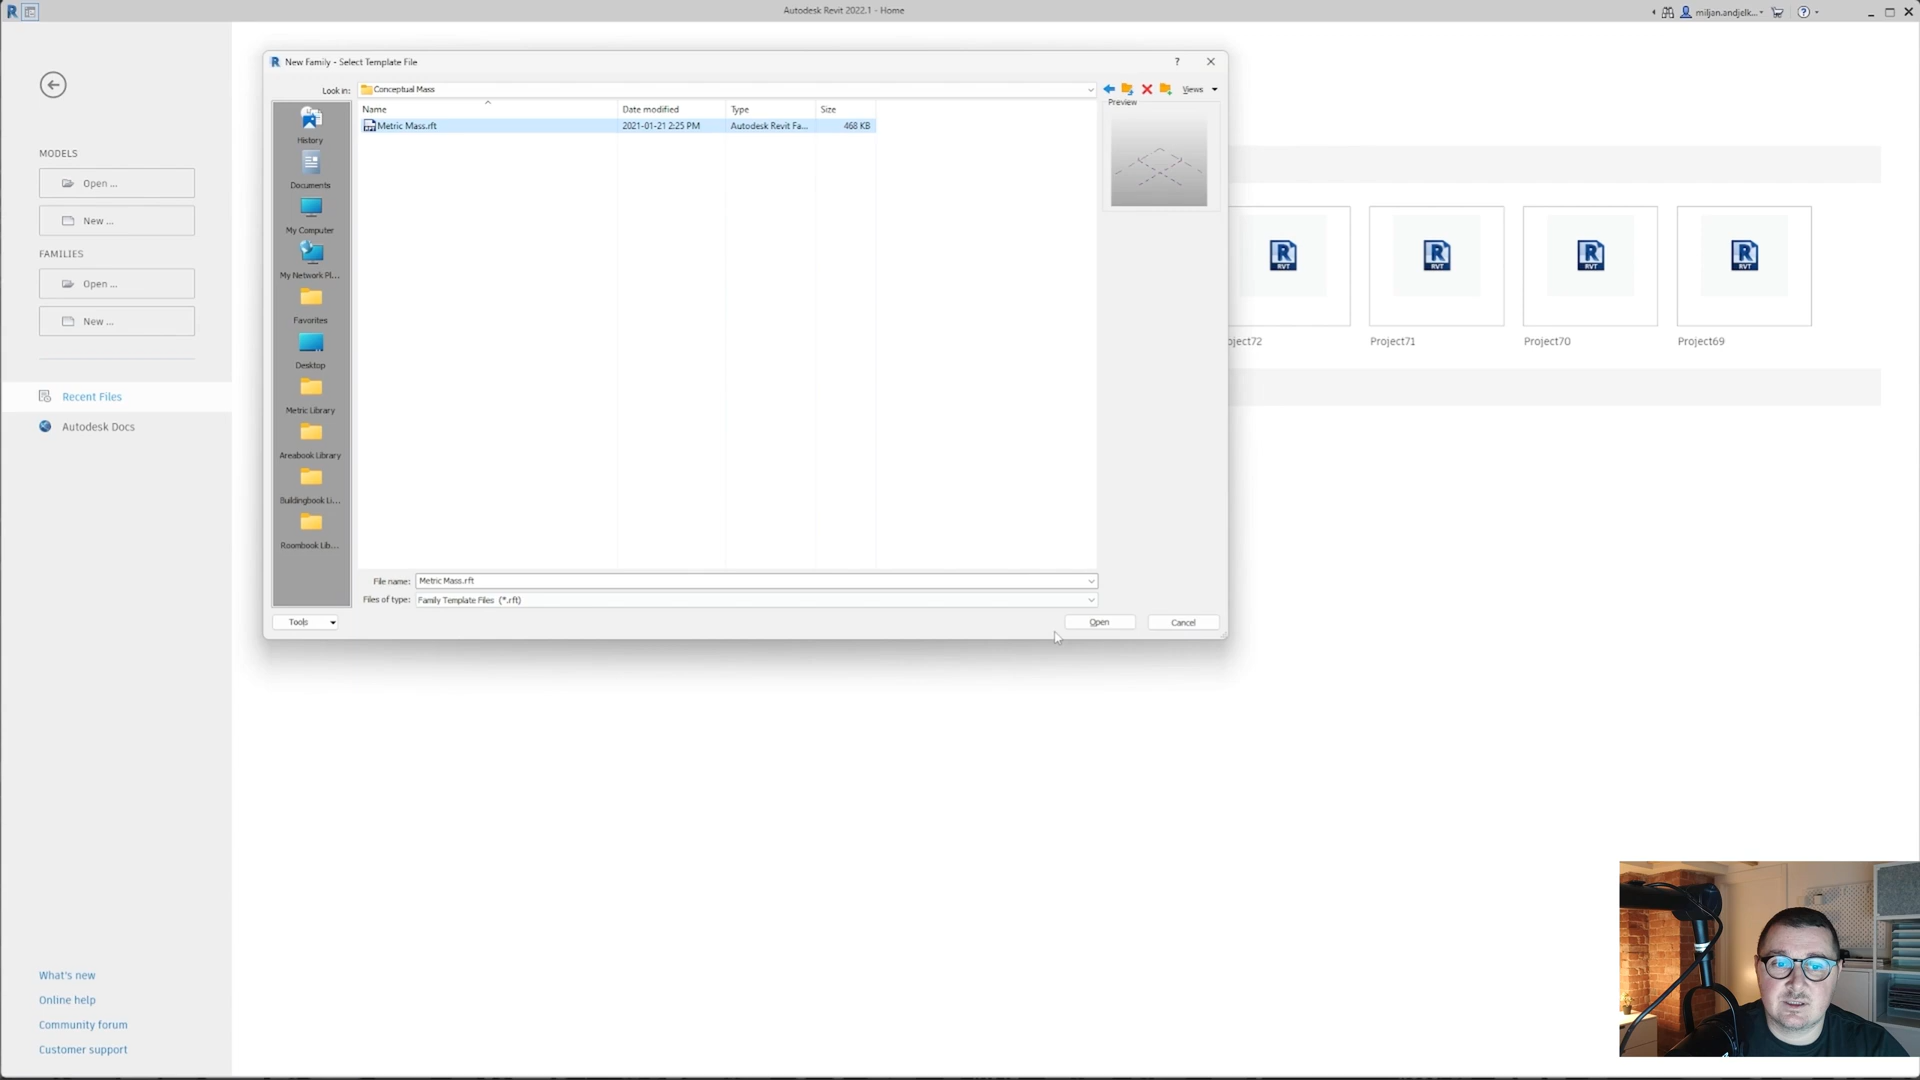 Autodesk Revit 2022.1 - Home
miljan.andjelk...
New Family - Select Template File
Look in:
Conceptual Mass
Views
Preview
Name
Date modified
Type
Size
Metric Mass.rft
2021-01-21 2:25 PM
Autodesk Revit Fa...
468 KB
History
Documents
My Computer
My Network Pl...
Favorites
Desktop
Metric Library
Areabook Library
Buildingbook Li...
Roombook Lib...
File name:
Metric Mass.rft
Files of type:
Family Template Files (*.rft)
Tools
Open
Cancel
MODELS
Open ...
New ...
FAMILIES
Open ...
New ...
Recent Files
Autodesk Docs
R
RVT
R
RVT
R
RVT
R
RVT
oject72
Project71
Project70
Project69
What's new
Online help
Community forum
Customer support